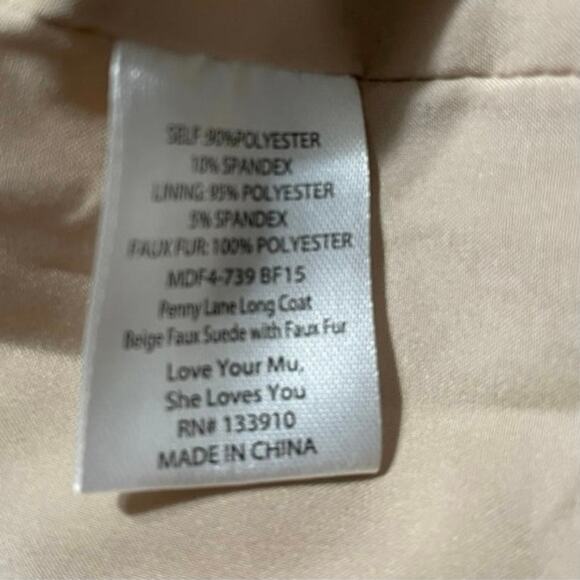 SELF: 90%POLYESTER
10% SPANDEX
LINING: 95% POLYESTER
5% SPANDEX
FAUX FUR: 100% POLYESTER
MDF4-739 BF15
Penny Lane Long Coat
Beige Faux Suede with Faux Fur
Love Your Mu,
She Loves You
RN# 133910
MADE IN CHINA